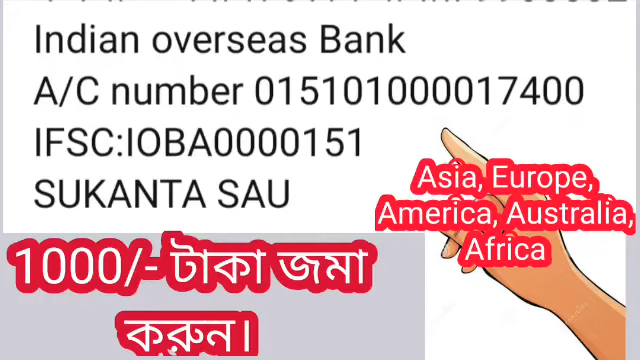 Indian overseas Bank
A/C number 015101000017400
IFSC:IOBA0000151
SUKANTA SAU
Asia, Europe,
America, Australia,
Africa
1000/- টাকা জমা
করুন।